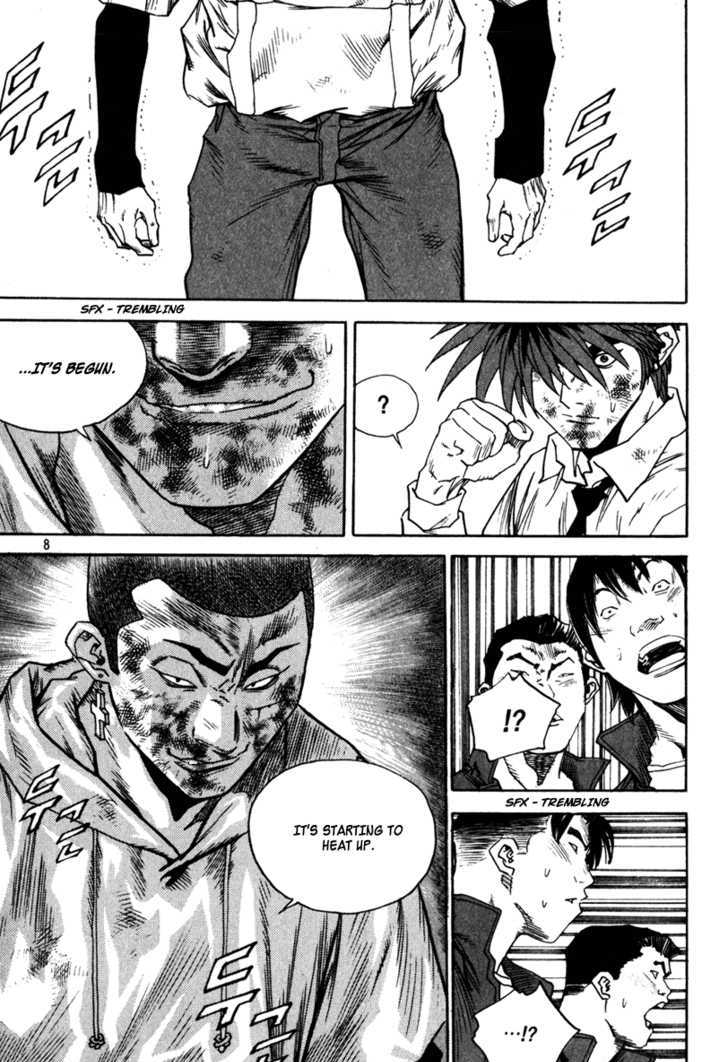 SFX - TREMBLING
...IT'S BEGUN.
?
8
IT'S STARTING TO
HEAT UP.
!?
SFX - TREMBLING
...!?